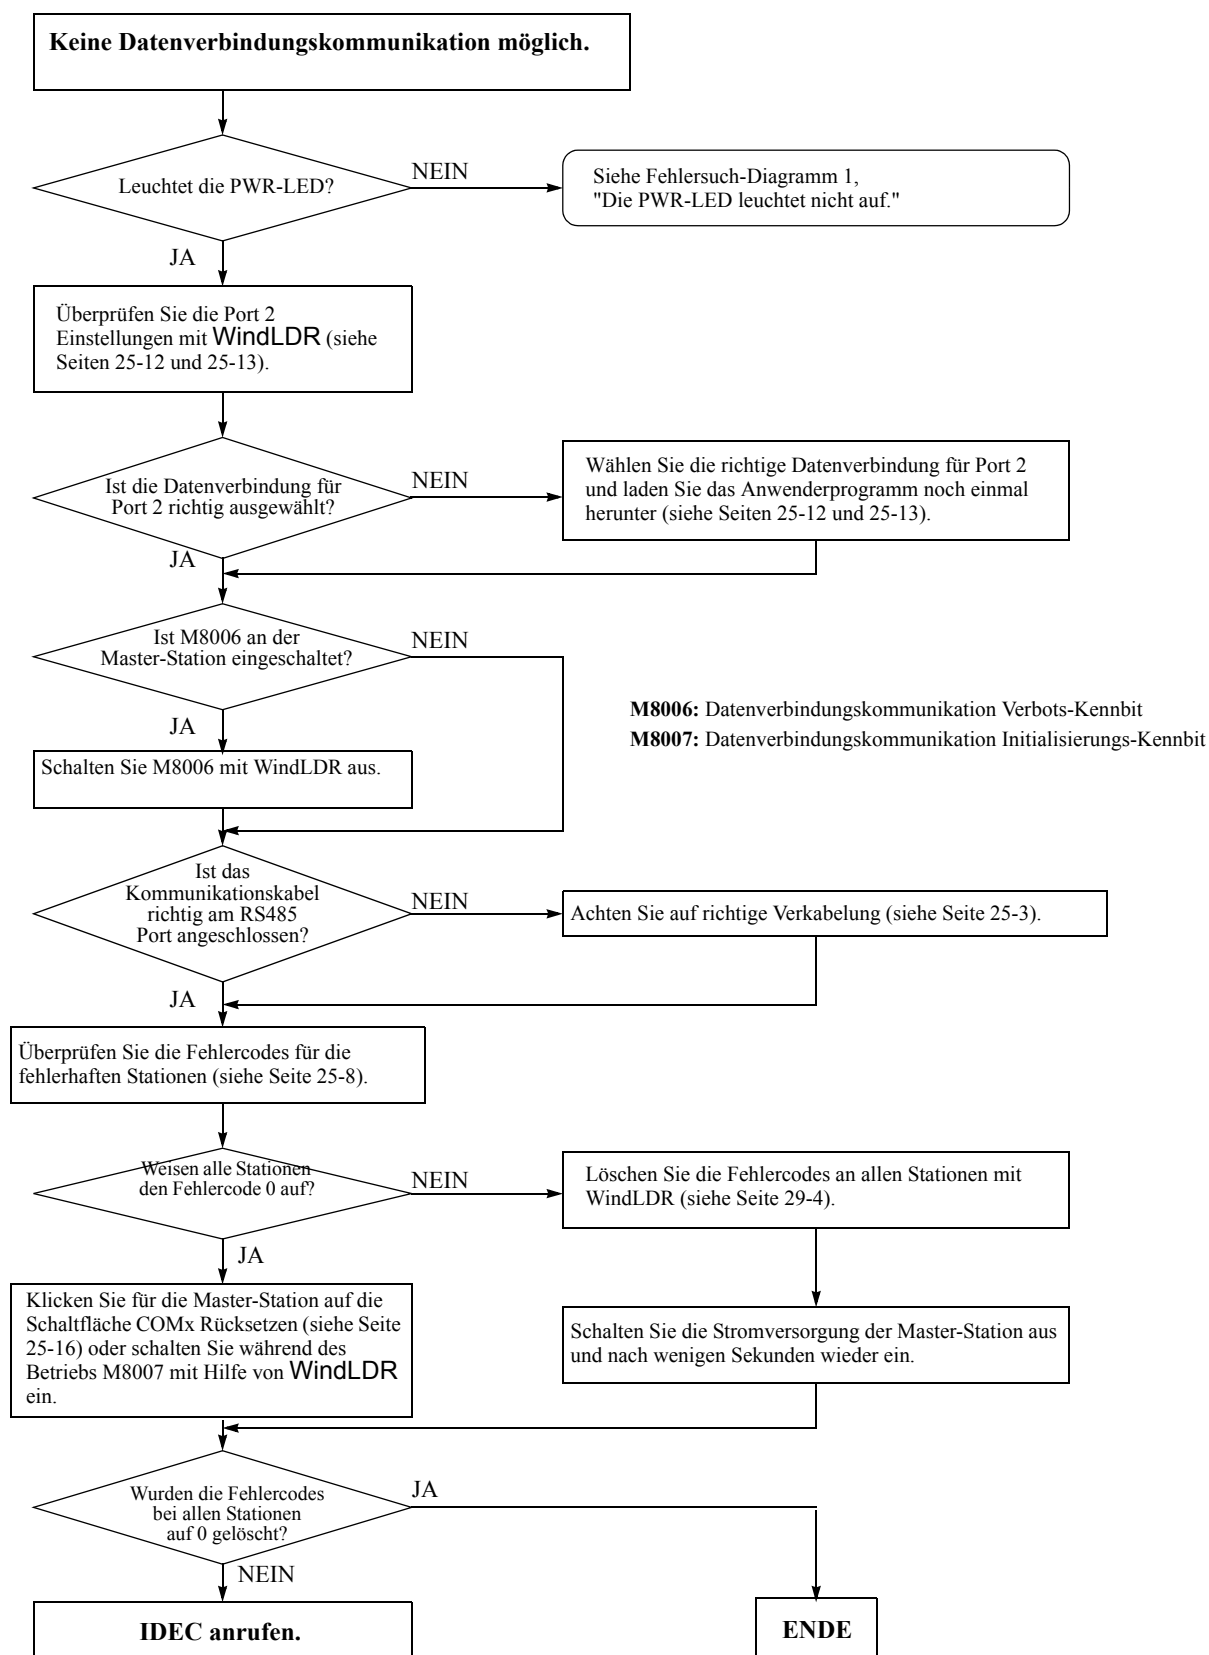 Keine Datenverbindungskommunikation möglich.
Leuchtet die PWR-LED?
NEIN
Siehe Fehlersuch-Diagramm 1,
"Die PWR-LED leuchtet nicht auf."
JA
Überprüfen Sie die Port 2
Einstellungen mit WindLDR (siehe
Seiten 25-12 und 25-13).
Ist die Datenverbindung für
Port 2 richtig ausgewählt?
NEIN
Wählen Sie die richtige Datenverbindung für Port 2
und laden Sie das Anwenderprogramm noch einmal
herunter (siehe Seiten 25-12 und 25-13).
JA
Ist M8006 an der
Master-Station eingeschaltet?
NEIN
M8006: Datenverbindungskommunikation Verbots-Kennbit
M8007: Datenverbindungskommunikation Initialisierungs-Kennbit
JA
Schalten Sie M8006 mit WindLDR aus.
Ist das
Kommunikationskabel
richtig am RS485
Port angeschlossen?
NEIN
Achten Sie auf richtige Verkabelung (siehe Seite 25-3).
JA
Überprüfen Sie die Fehlercodes für die
fehlerhaften Stationen (siehe Seite 25-8).
Weisen alle Stationen
den Fehlercode 0 auf?
NEIN
Löschen Sie die Fehlercodes an allen Stationen mit
WindLDR (siehe Seite 29-4).
JA
Klicken Sie für die Master-Station auf die
Schaltfläche COMx Rücksetzen (siehe Seite
25-16) oder schalten Sie während des
Betriebs M8007 mit Hilfe von WindLDR
ein.
Schalten Sie die Stromversorgung der Master-Station aus
und nach wenigen Sekunden wieder ein.
Wurden die Fehlercodes
bei allen Stationen
auf 0 gelöscht?
JA
NEIN
IDEC anrufen.
ENDE